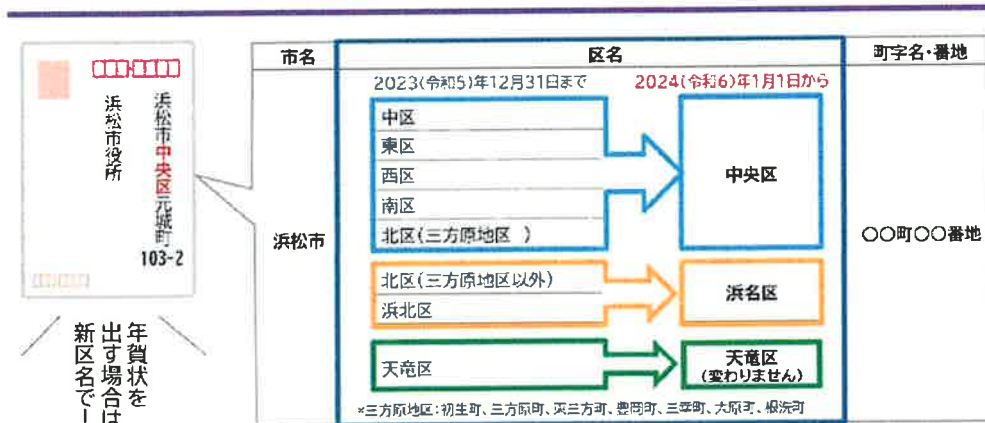 浜松市中央区元城町
103-2
浜松市役所
年賀状を
出す場合は
新区名でー
市名
区名
町字名・番地
2023(令和5)年12月31日まで
2024(令和6)年1月1日から
浜松市
中区
東区
西区
南区
北区(三方原地区 )
中央区
北区(三方原地区以外)
浜北区
浜名区
天竜区
天竜区
(変わりません)
〇〇町〇〇番地
*三方原地区:初生町、三方原町、東三方町、豊岡町、三幸町、大原町、根洗町